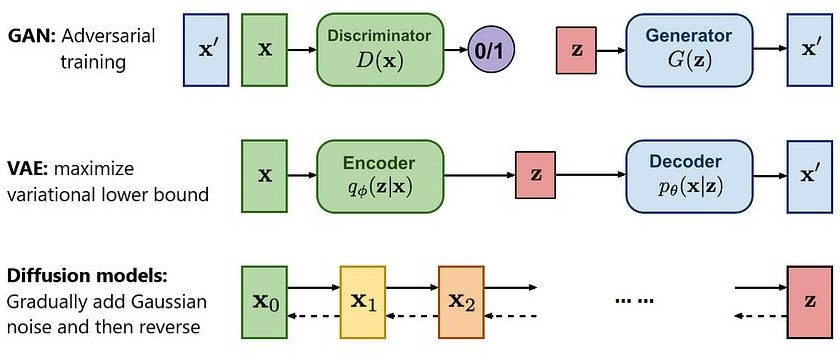 GAN: Adversarial
training
x′
x
Discriminator
D(x)
0/1
z
Generator
G(z)
x′
VAE: maximize
variational lower bound
x
Encoder
qϕ(z|x)
z
Decoder
pθ(x|z)
x′
Diffusion models:
Gradually add Gaussian
noise and then reverse
x0
x1
x2
... ...
z